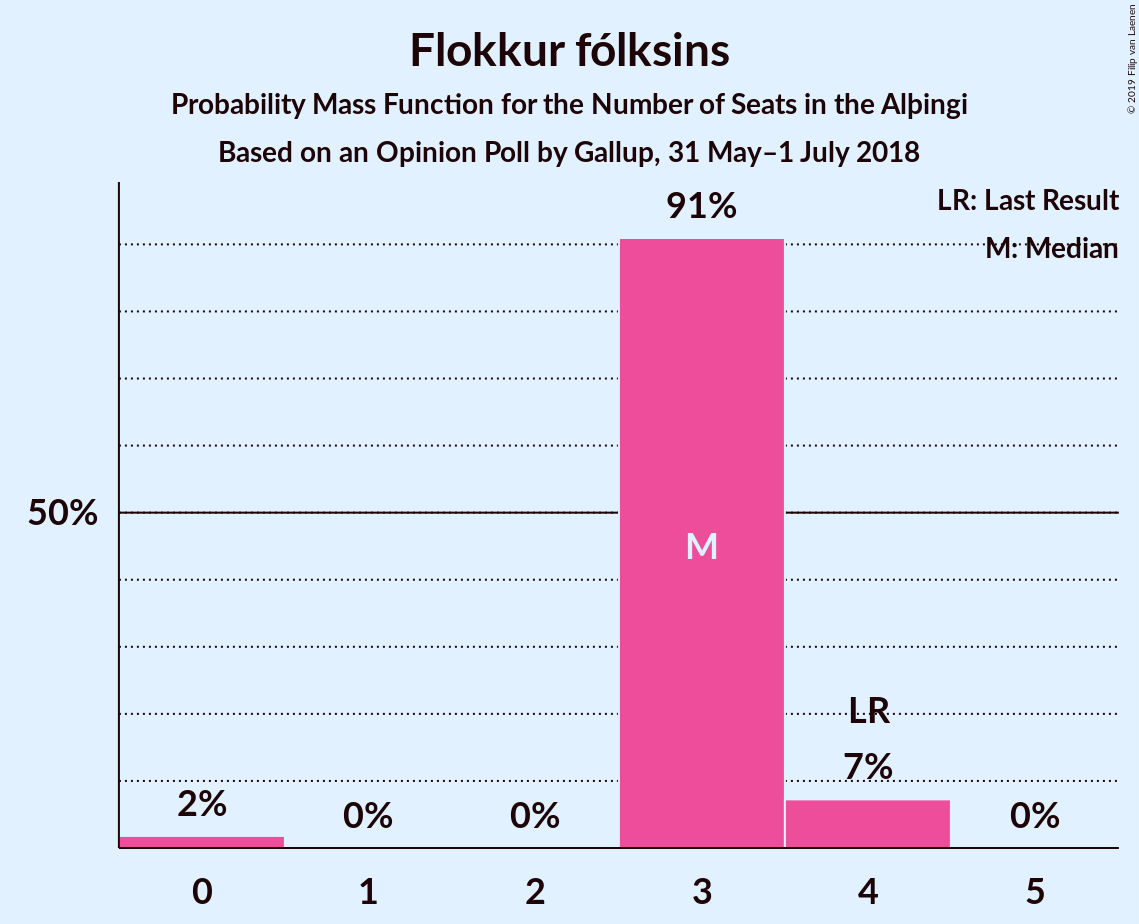 Flokkur fólksins
Probability Mass Function for the Number of Seats in the Alþingi
Based on an Opinion Poll by Gallup, 31 May–1 July 2018
© 2019 Filip van Laenen
LR: Last Result
M: Median
91%
50%
M
LR
7%
2%
0%
0%
0%
0 1 2 3 4 5